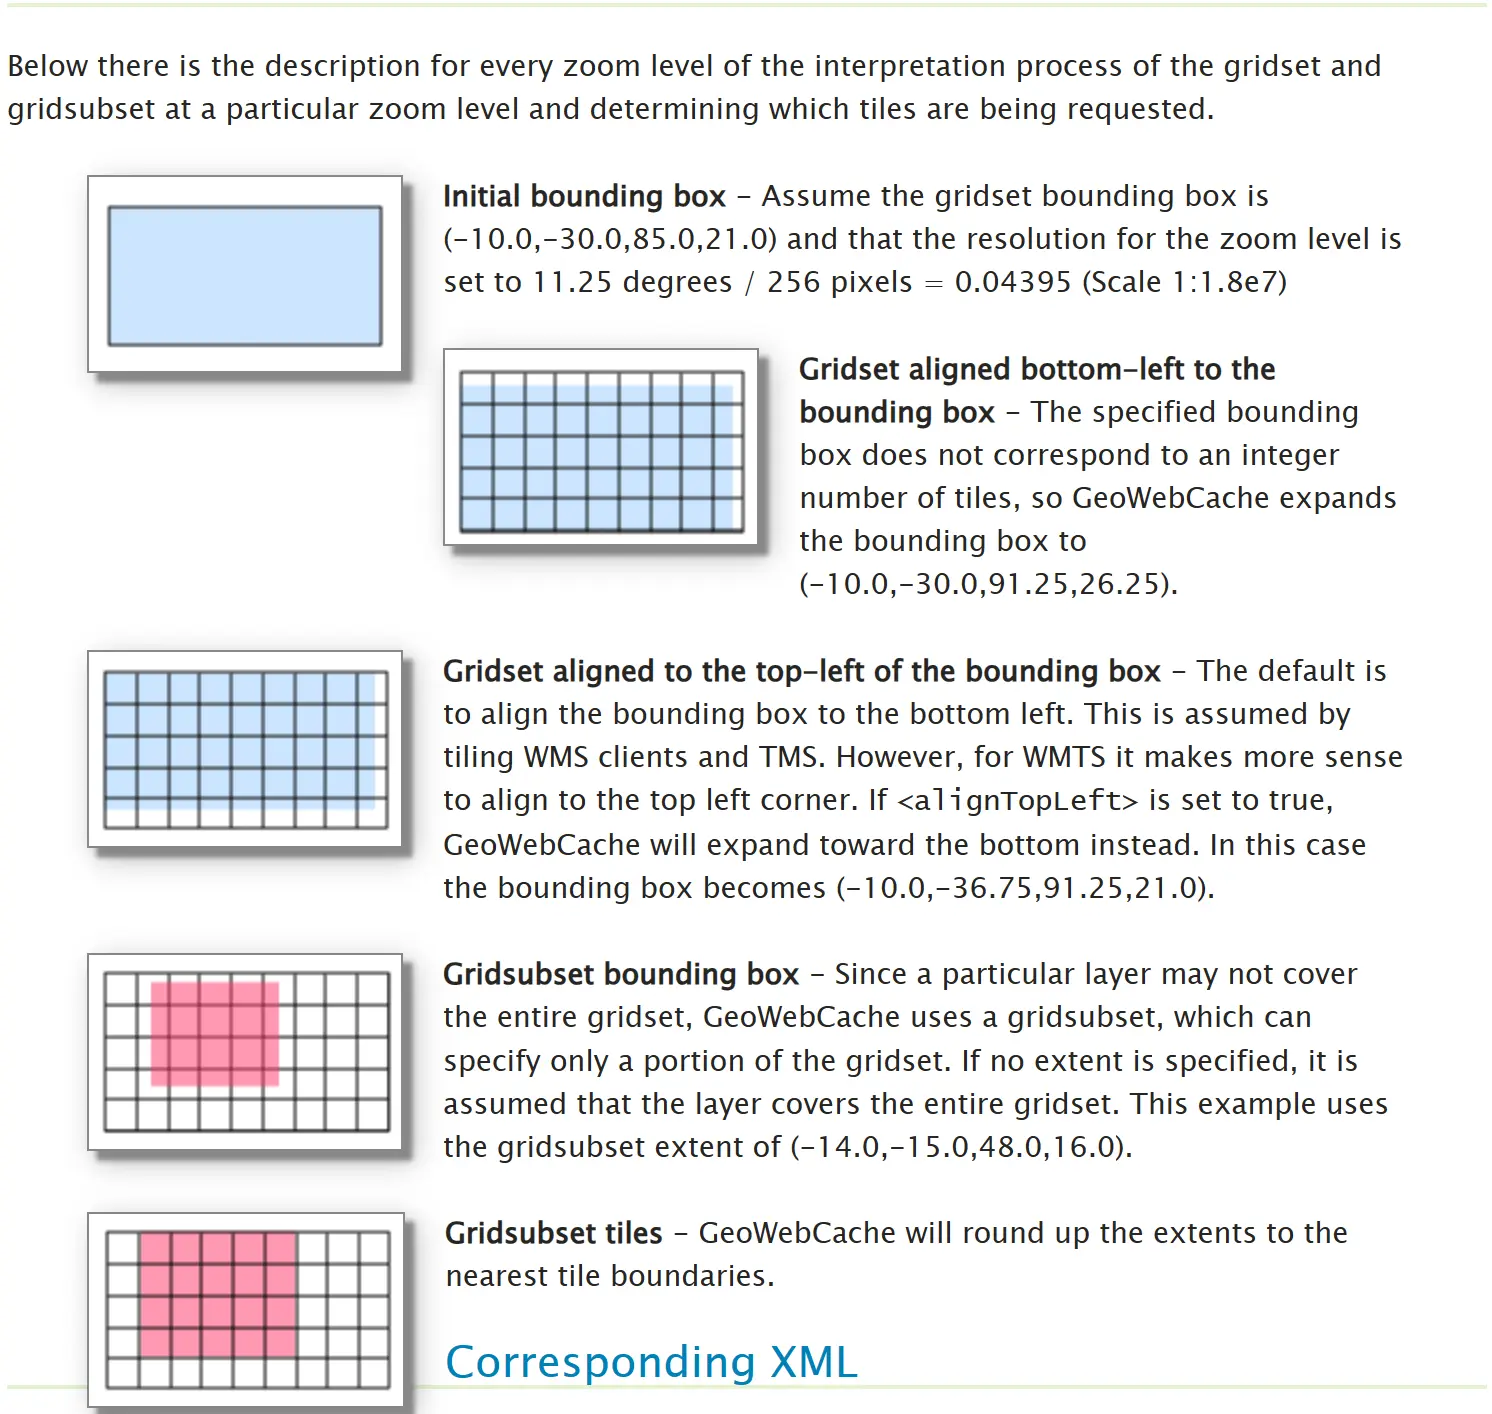 Below there is the description for every zoom level of the interpretation process of the gridset and
gridsubset at a particular zoom level and determining which tiles are being requested.
Initial bounding box – Assume the gridset bounding box is
(-10.0,-30.0,85.0,21.0) and that the resolution for the zoom level is
set to 11.25 degrees / 256 pixels = 0.04395 (Scale 1:1.8e7)
Gridset aligned bottom-left to the
bounding box – The specified bounding
box does not correspond to an integer
number of tiles, so GeoWebCache expands
the bounding box to
(-10.0,-30.0,91.25,26.25).
Gridset aligned to the top-left of the bounding box – The default is
to align the bounding box to the bottom left. This is assumed by
tiling WMS clients and TMS. However, for WMTS it makes more sense
to align to the top left corner. If <alignTopLeft> is set to true,
GeoWebCache will expand toward the bottom instead. In this case
the bounding box becomes (-10.0,-36.75,91.25,21.0).
Gridsubset bounding box – Since a particular layer may not cover
the entire gridset, GeoWebCache uses a gridsubset, which can
specify only a portion of the gridset. If no extent is specified, it is
assumed that the layer covers the entire gridset. This example uses
the gridsubset extent of (-14.0,-15.0,48.0,16.0).
Gridsubset tiles – GeoWebCache will round up the extents to the
nearest tile boundaries.
Corresponding XML